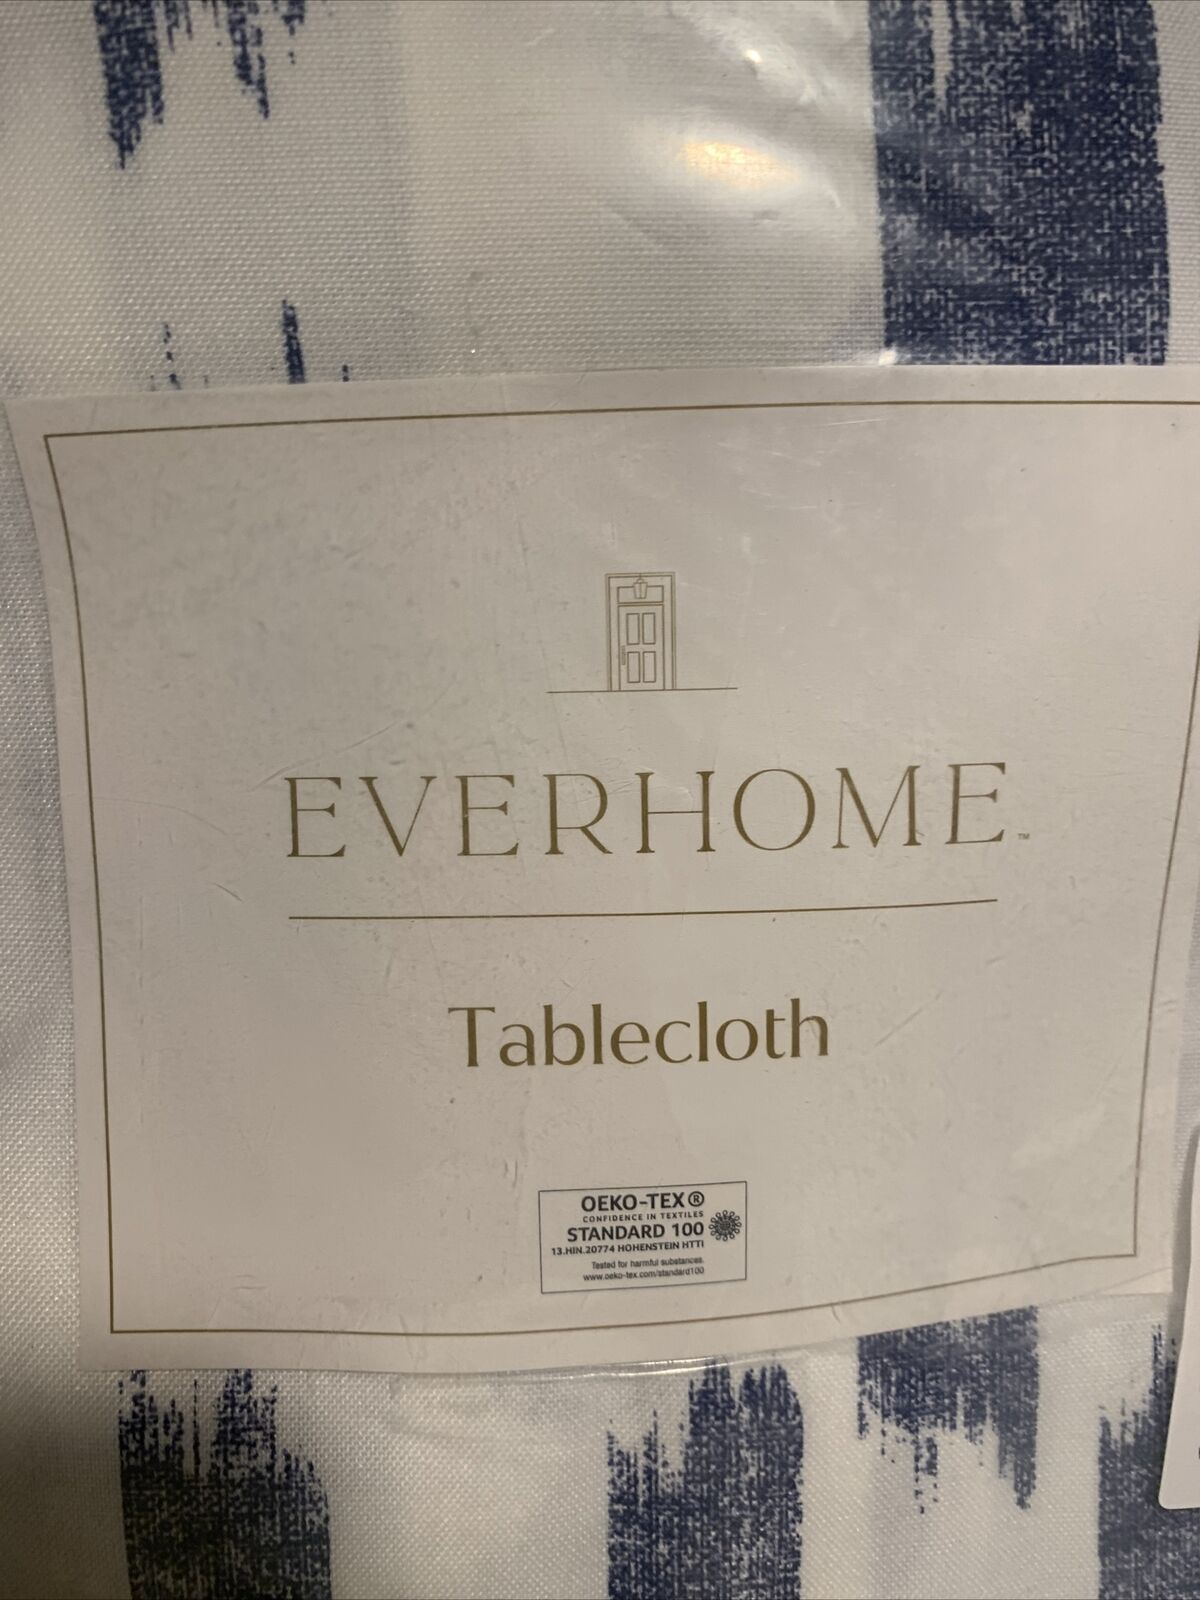 EVERHOME™
Tablecloth
OEKO-TEX®
CONFIDENCE IN TEXTILES
STANDARD 100
13.HIN.20774 HOHENSTEIN HTTI
Tested for harmful substances.
www.oeko-tex.com/standard100